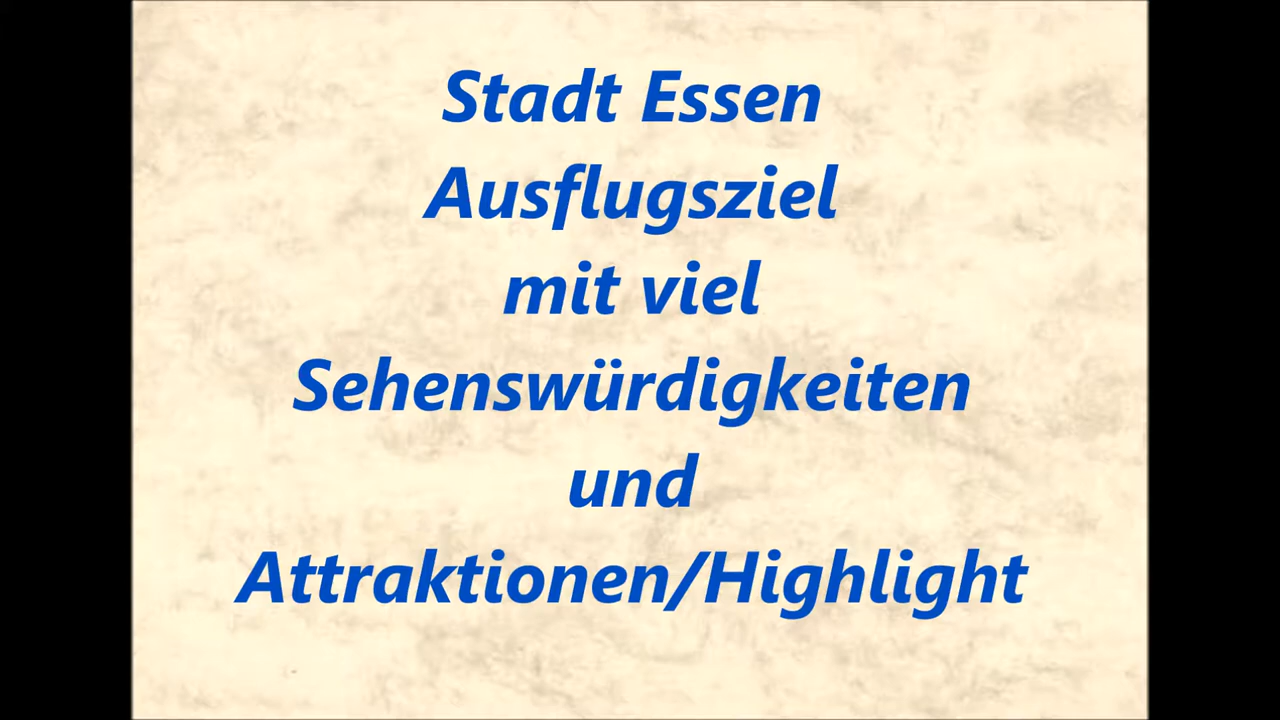 Stadt Essen
Ausflugsziel
mit viel
Sehenswürdigkeiten
und
Attraktionen/Highlight